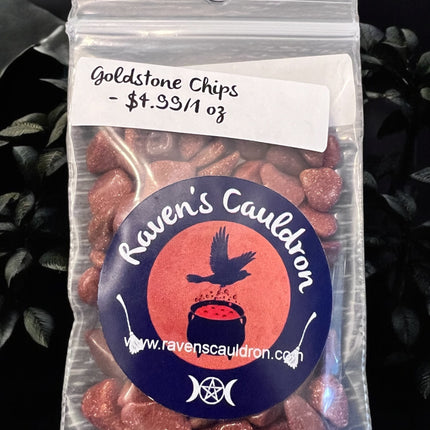 Goldstone Chips
- $4.99/1 oz
Raven's Cauldron
www.ravenscauldron.com